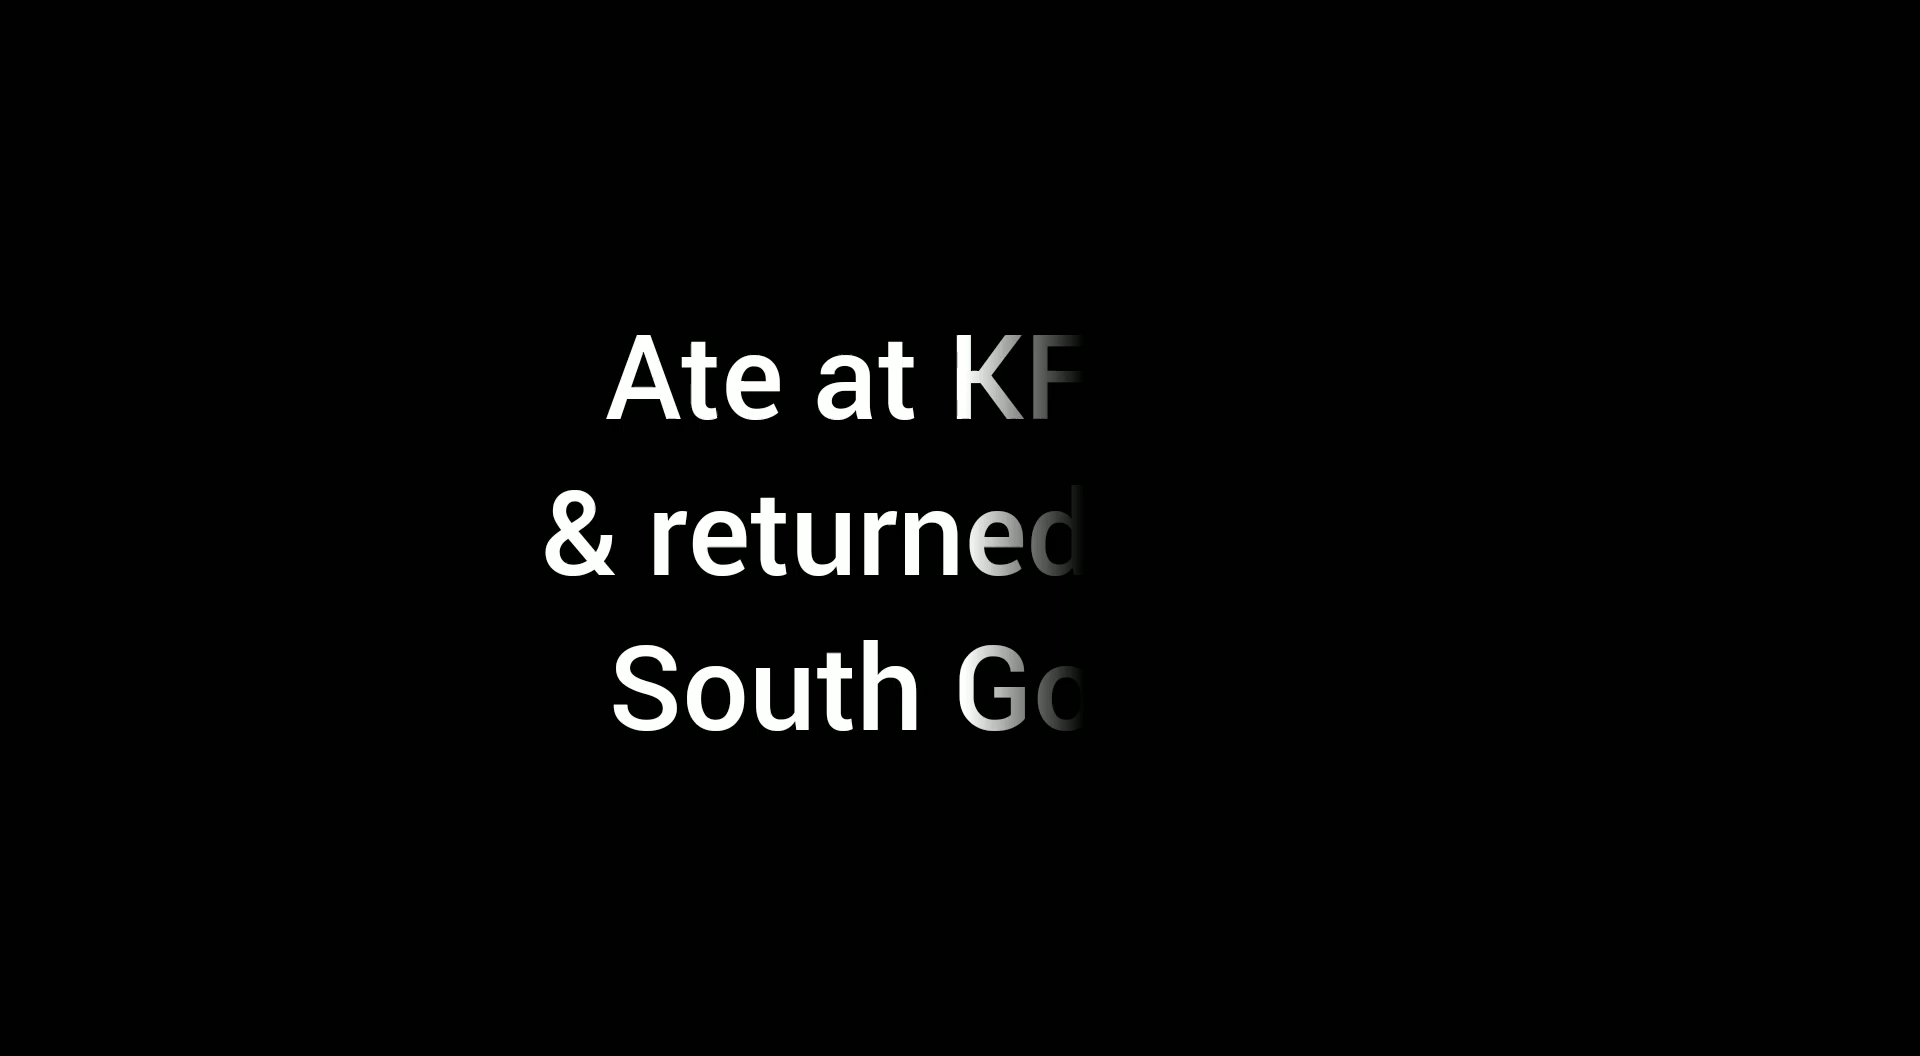 Ate at KF
& returned
South Go